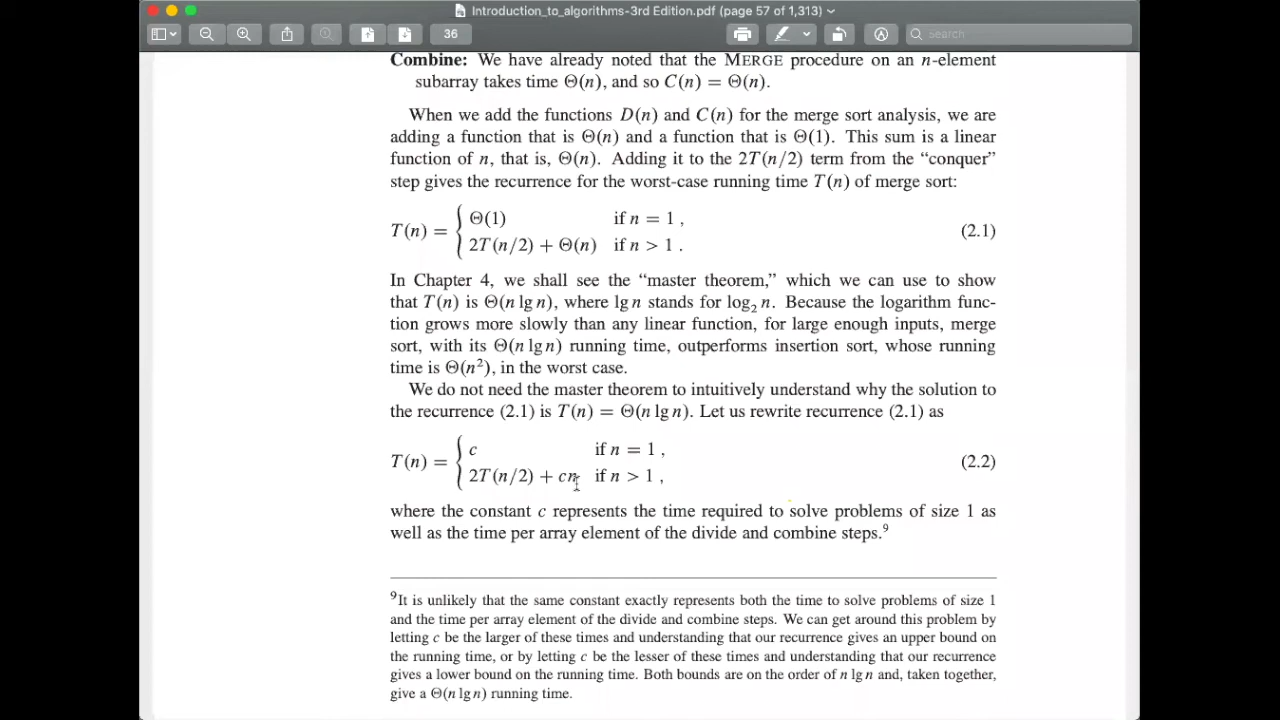 Introduction_to_algorithms-3rd Edition.pdf (page 57 of 1,313)
36
Search
Combine: We have already noted that the MERGE procedure on an n-element
subarray takes time Θ(n), and so C(n) = Θ(n).
When we add the functions D(n) and C(n) for the merge sort analysis, we are
adding a function that is Θ(n) and a function that is Θ(1). This sum is a linear
function of n, that is, Θ(n). Adding it to the 2T(n/2) term from the “conquer”
step gives the recurrence for the worst-case running time T(n) of merge sort:
T(n) = { Θ(1) if n = 1 ,
2T(n/2) + Θ(n) if n > 1 .
(2.1)
In Chapter 4, we shall see the “master theorem,” which we can use to show
that T(n) is Θ(n lg n), where lg n stands for log₂ n. Because the logarithm func-
tion grows more slowly than any linear function, for large enough inputs, merge
sort, with its Θ(n lg n) running time, outperforms insertion sort, whose running
time is Θ(n²), in the worst case.
We do not need the master theorem to intuitively understand why the solution to
the recurrence (2.1) is T(n) = Θ(n lg n). Let us rewrite recurrence (2.1) as
T(n) = { c if n = 1 ,
2T(n/2) + cn if n > 1 ,
(2.2)
where the constant c represents the time required to solve problems of size 1 as
well as the time per array element of the divide and combine steps.⁹
⁹It is unlikely that the same constant exactly represents both the time to solve problems of size 1
and the time per array element of the divide and combine steps. We can get around this problem by
letting c be the larger of these times and understanding that our recurrence gives an upper bound on
the running time, or by letting c be the lesser of these times and understanding that our recurrence
gives a lower bound on the running time. Both bounds are on the order of n lg n and, taken together,
give a Θ(n lg n) running time.